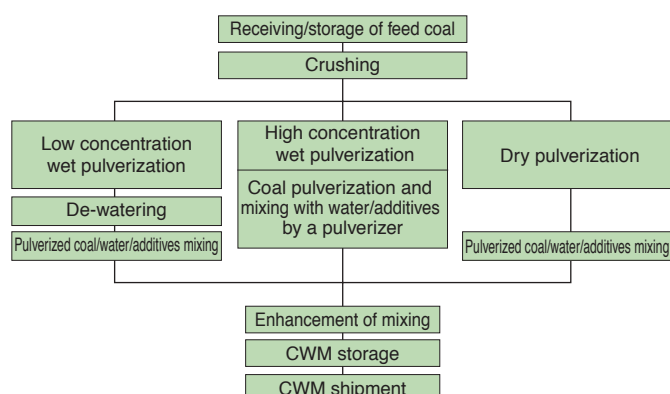 Receiving/storage of feed coal
Crushing
Low concentration
wet pulverization
De-watering
Pulverized coal/water/additives mixing
High concentration
wet pulverization
Coal pulverization and
mixing with water/additives
by a pulverizer
Dry pulverization
Pulverized coal/water/additives mixing
Enhancement of mixing
CWM storage
CWM shipment